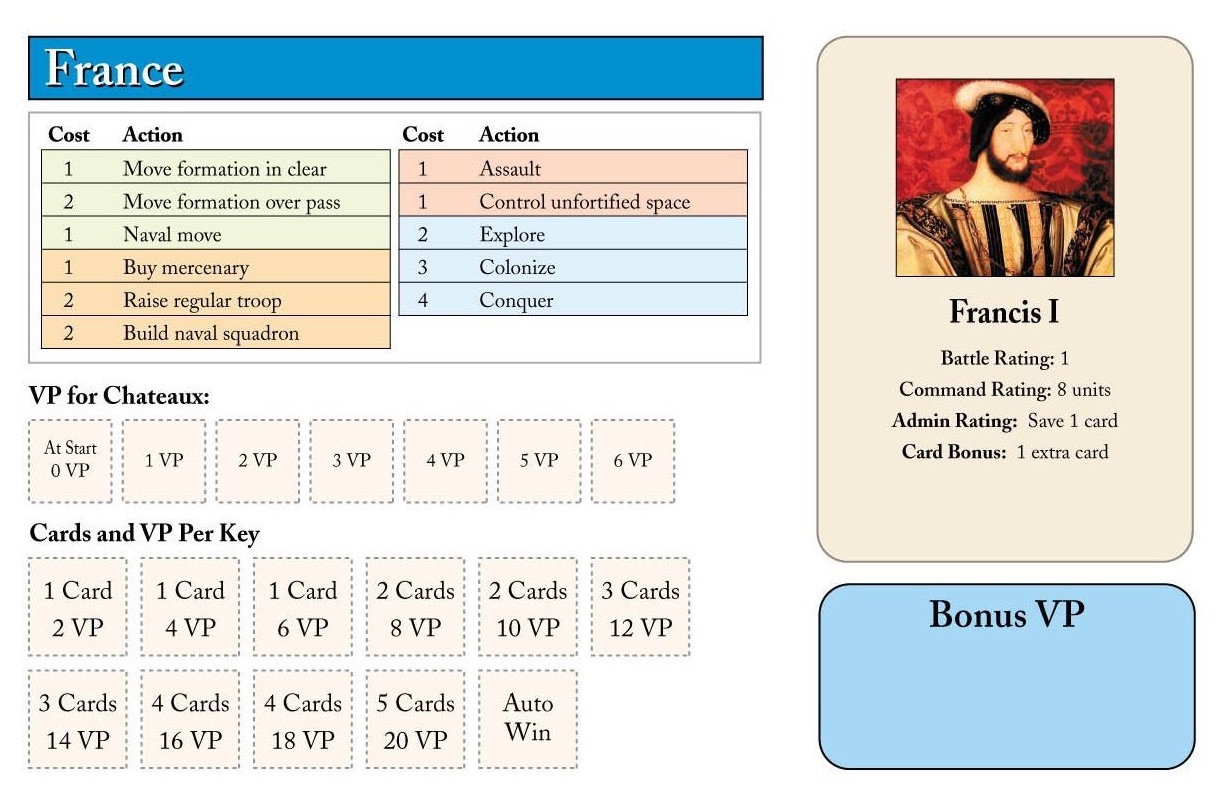 France
Cost Action
1 Move formation in clear
2 Move formation over pass
1 Naval move
1 Buy mercenary
2 Raise regular troop
2 Build naval squadron
Cost Action
1 Assault
1 Control unfortified space
2 Explore
3 Colonize
4 Conquer
VP for Chateaux:
At Start
0 VP
1 VP
2 VP
3 VP
4 VP
5 VP
6 VP
Cards and VP Per Key
1 Card
2 VP
1 Card
4 VP
1 Card
6 VP
2 Cards
8 VP
2 Cards
10 VP
3 Cards
12 VP
3 Cards
14 VP
4 Cards
16 VP
4 Cards
18 VP
5 Cards
20 VP
Auto
Win
Francis I
Battle Rating: 1
Command Rating: 8 units
Admin Rating: Save 1 card
Card Bonus: 1 extra card
Bonus VP